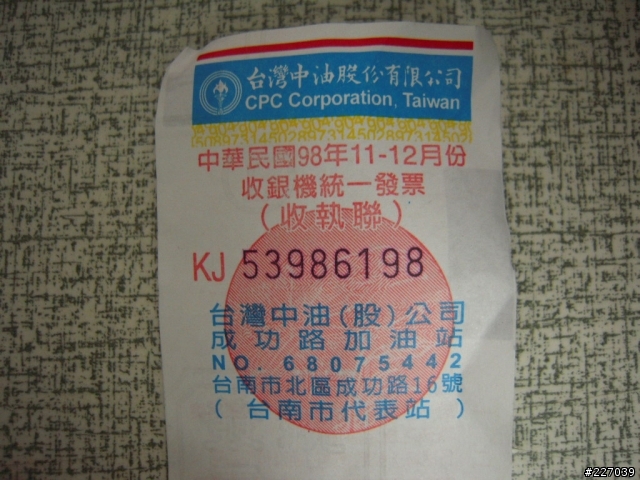 台灣中油股份有限公司
CPC Corporation, Taiwan
中華民國98年11-12月份
收銀機統一發票
(收執聯)
KJ 53986198
台灣中油(股)公司
成功路加油站
NO. 68075442
台南市北區成功路16號
(台南市代表站)
#227039